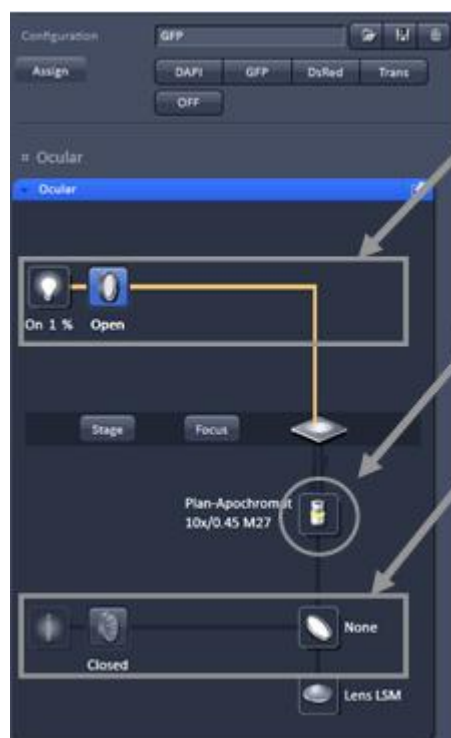 Configuration GFP
Assign DAPI GFP DsRed Trans
OFF
Ocular
Ocular
On 1 % Open
Stage Focus
Plan-Apochromat
10x/0.45 M27
None
Closed
Lens LSM